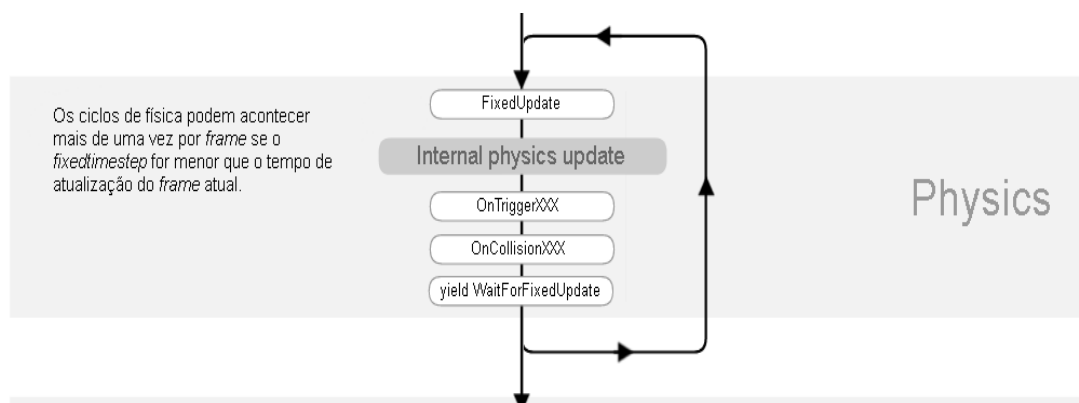 Os ciclos de física podem acontecer
mais de uma vez por frame se o
fixedtimestep for menor que o tempo de
atualização do frame atual.
FixedUpdate
Internal physics update
OnTriggerXXX
OnCollisionXXX
yield WaitForFixedUpdate
Physics